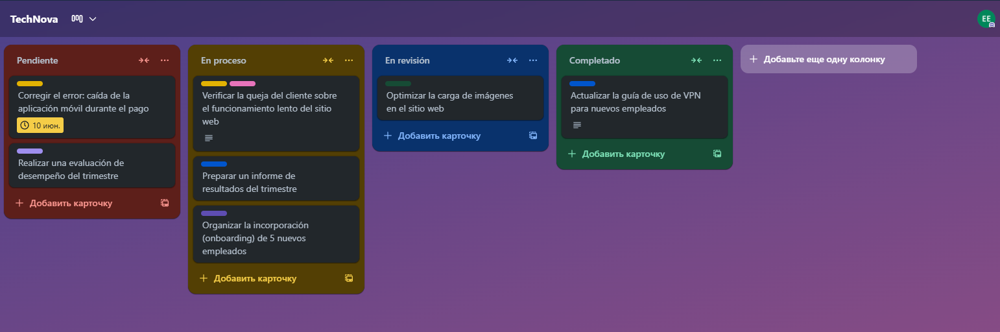 TechNova
EE
Pendiente
Corregir el error: caída de la
aplicación móvil durante el pago
10 июн.
Realizar una evaluación de
desempeño del trimestre
Добавить карточку
En proceso
Verificar la queja del cliente sobre
el funcionamiento lento del sitio
web
Preparar un informe de
resultados del trimestre
Organizar la incorporación
(onboarding) de 5 nuevos
empleados
Добавить карточку
En revisión
Optimizar la carga de imágenes
en el sitio web
Добавить карточку
Completado
Actualizar la guía de uso de VPN
para nuevos empleados
Добавить карточку
Добавьте еще одну колонку